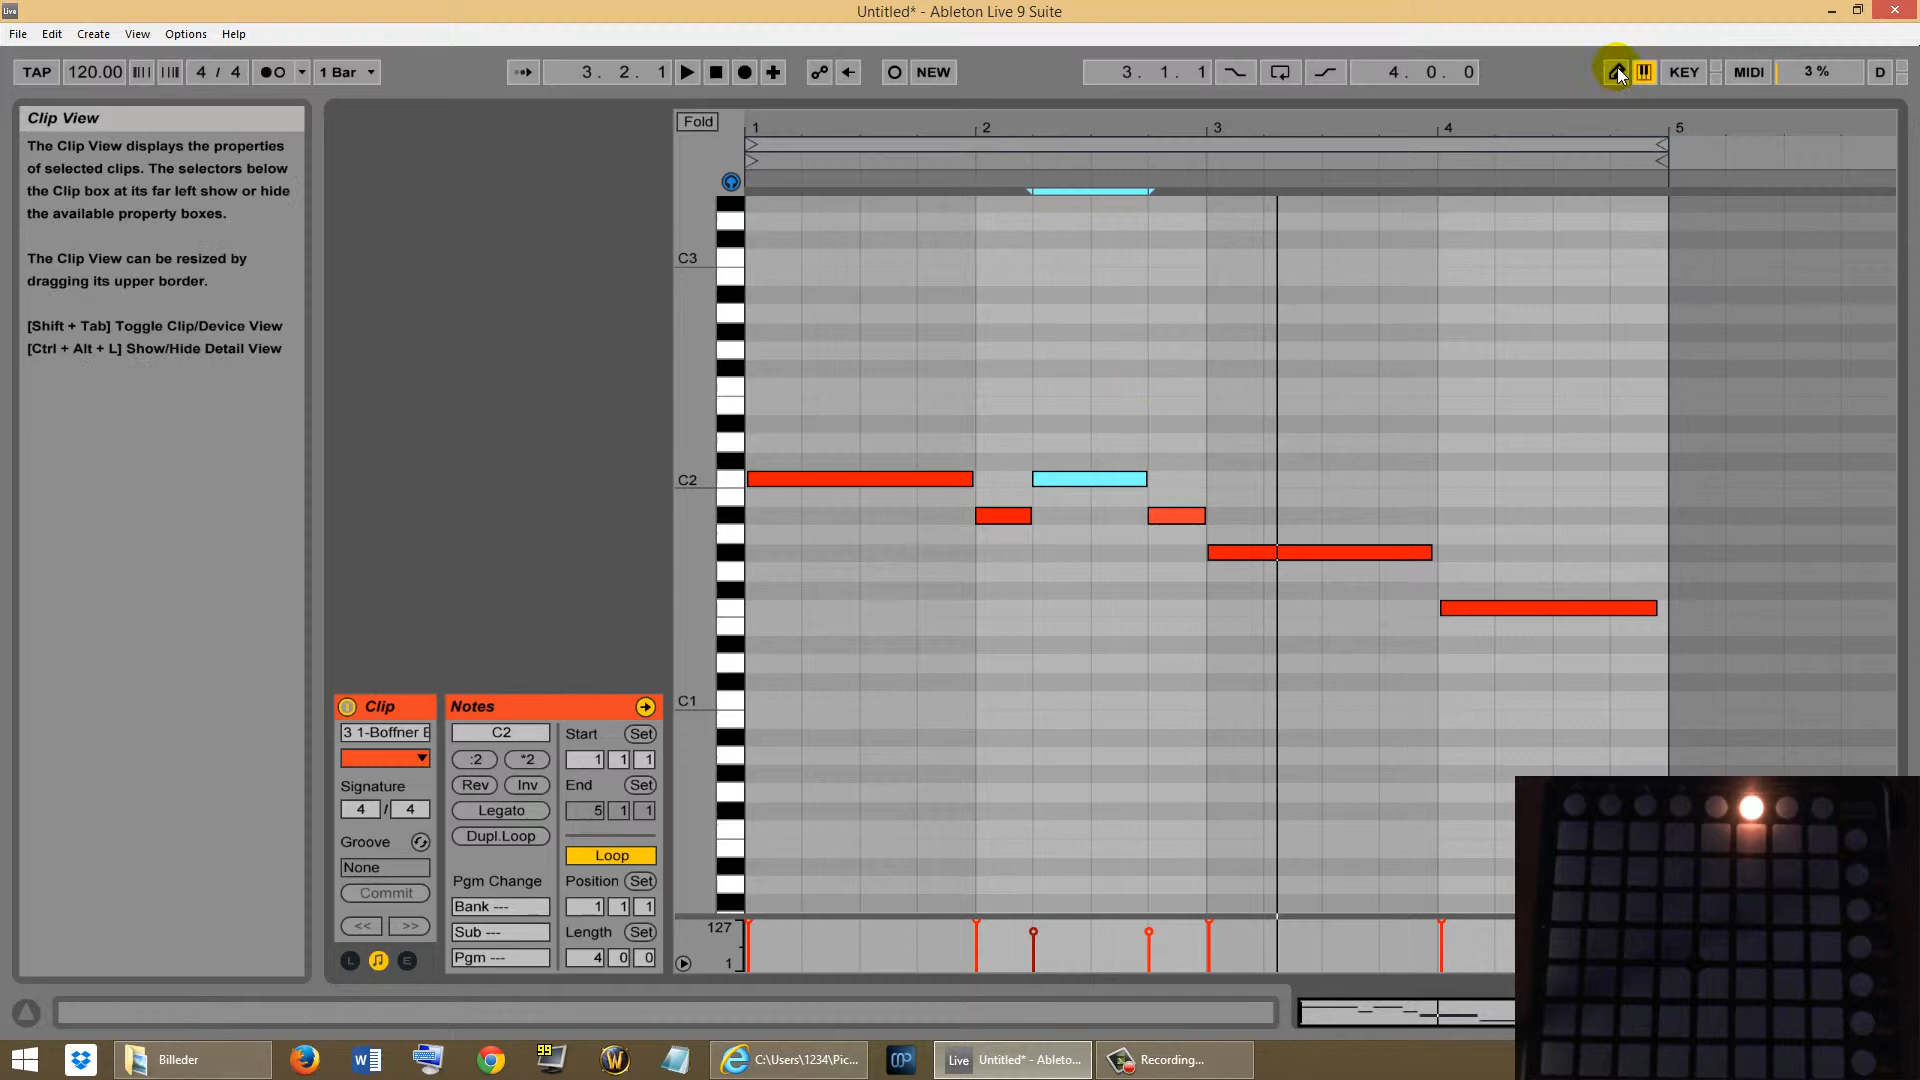 Live
Untitled* - Ableton Live 9 Suite
File Edit Create View Options Help
TAP 120.00 4 / 4 1 Bar 3. 2. 1 NEW 3. 1. 1 4. 0. 0 KEY MIDI 3 % D
Clip View
The Clip View displays the properties
of selected clips. The selectors below
the Clip box at its far left show or hide
the available property boxes.
The Clip View can be resized by
dragging its upper border.
[Shift + Tab] Toggle Clip/Device View
[Ctrl + Alt + L] Show/Hide Detail View
Fold
1 2 3 4 5
C3
C2
C1
127
1
Clip
3 1-Boffner B
Signature
4 / 4
Groove
None
Commit
<< >>
L E
Notes
C2
:2 *2
Rev Inv
Legato
Dupl.Loop
Pgm Change
Bank ---
Sub ---
Pgm ---
Start Set
1 1 1
End Set
5 1 1
Loop
Position Set
1 1 1
Length Set
4 0 0
Billeder
99
C:\Users\1234\Pic...
Live Untitled* - Ableto...
Recording...